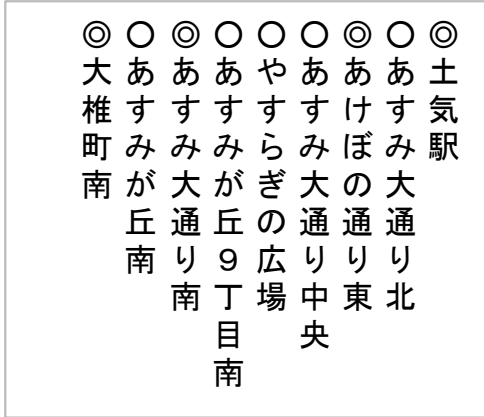 ◎土気駅
○あすみ大通り北
◎あけぼの通り東
○あすみ大通り中央
○やすらぎの広場
○あすみが丘９丁目南
◎あすみ大通り南
○あすみが丘南
◎大椎町南